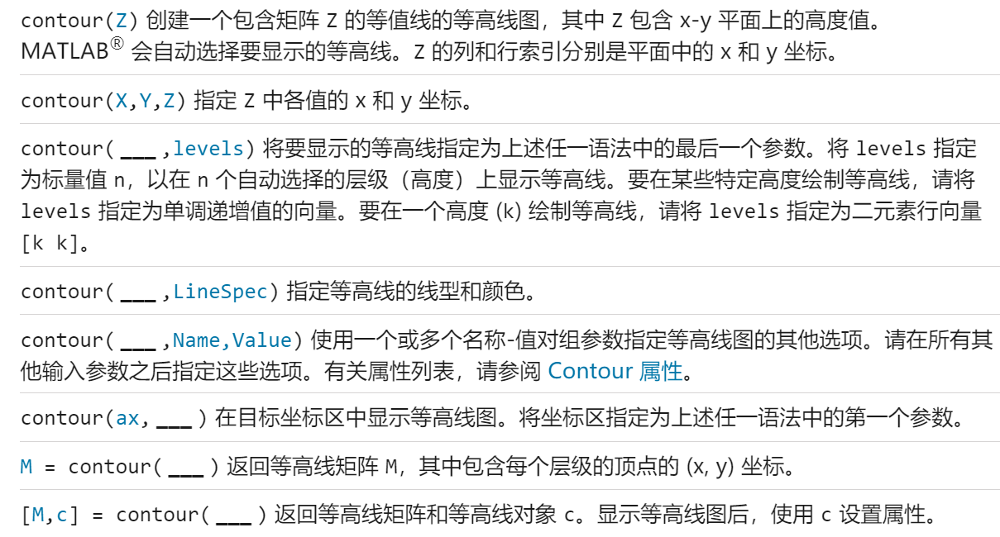 contour(Z) 创建一个包含矩阵 Z 的等值线的等高线图，其中 Z 包含 x-y 平面上的高度值。
MATLAB® 会自动选择要显示的等高线。Z 的列和行索引分别是平面中的 x 和 y 坐标。
contour(X,Y,Z) 指定 Z 中各值的 x 和 y 坐标。
contour( ___ ,levels) 将要显示的等高线指定为上述任一语法中的最后一个参数。将 levels 指定
为标量值 n，以在 n 个自动选择的层级（高度）上显示等高线。要在某些特定高度绘制等高线，请将
levels 指定为单调递增值的向量。要在一个高度 (k) 绘制等高线，请将 levels 指定为二元素行向量
[k k]。
contour( ___ ,LineSpec) 指定等高线的线型和颜色。
contour( ___ ,Name,Value) 使用一个或多个名称-值对组参数指定等高线图的其他选项。请在所有其
他输入参数之后指定这些选项。有关属性列表，请参阅 Contour 属性。
contour(ax, ___ ) 在目标坐标区中显示等高线图。将坐标区指定为上述任一语法中的第一个参数。
M = contour( ___ ) 返回等高线矩阵 M，其中包含每个层级的顶点的 (x, y) 坐标。
[M,c] = contour( ___ ) 返回等高线矩阵和等高线对象 c。显示等高线图后，使用 c 设置属性。